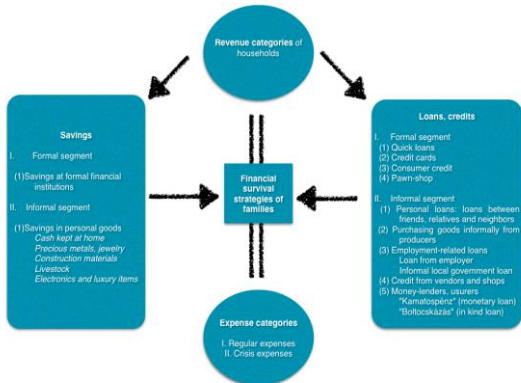 Revenue categories of
households
Savings
I. Formal segment
(1)Savings at formal financial
institutions
II. Informal segment
(1)Savings in personal goods
Cash kept at home
Precious metals, jewelry
Construction materials
Livestock
Electronics and luxury items
Financial
survival
strategies of
families
Loans, credits
I. Formal segment
(1) Quick loans
(2) Credit cards
(3) Consumer credit
(4) Pawn-shop
II. Informal segment
(1) Personal loans: loans between
friends, relatives and neighbors
(2) Purchasing goods informally from
producers
(3) Employment-related loans
Loan from employer
Informal local government loan
(4) Credit from vendors and shops
(5) Money-lenders, usurers
"Kamatospénz" (monetary loan)
"Boltocskázás" (in kind loan)
Expense categories
I. Regular expenses
II. Crisis expenses